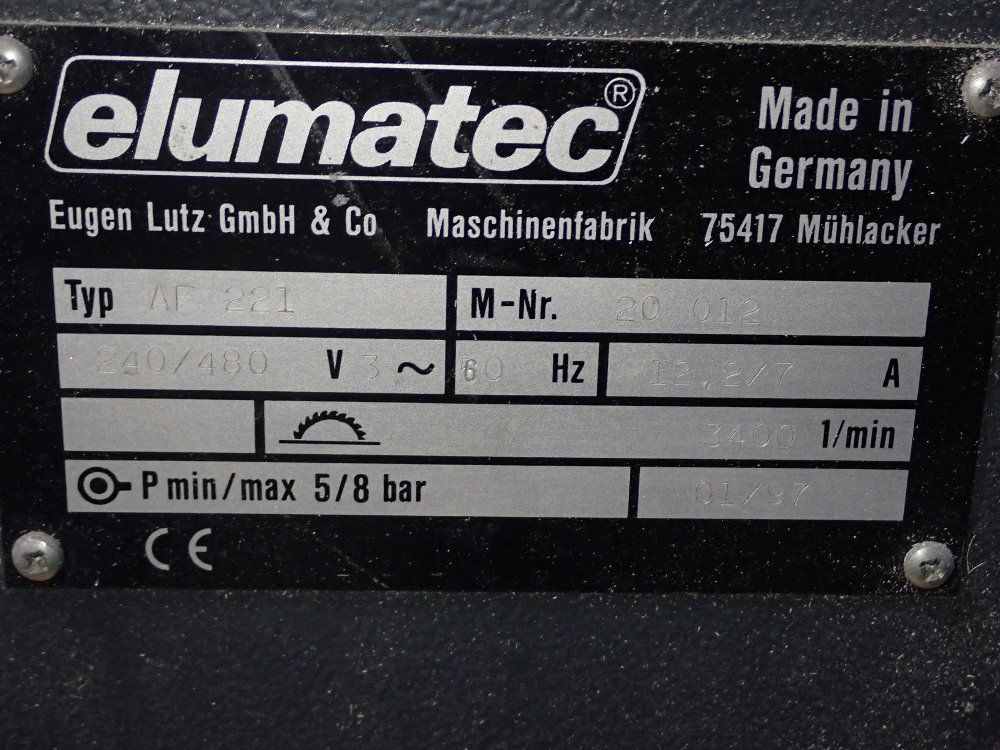 elumatec®
Made in
Germany
Eugen Lutz GmbH & Co Maschinenfabrik 75417 Mühlacker
Typ AF 221 M-Nr. 20 012
240/480 V 3 ~ 60 Hz 12,2/7 A
3400 1/min
P min/max 5/8 bar 01/97
CE